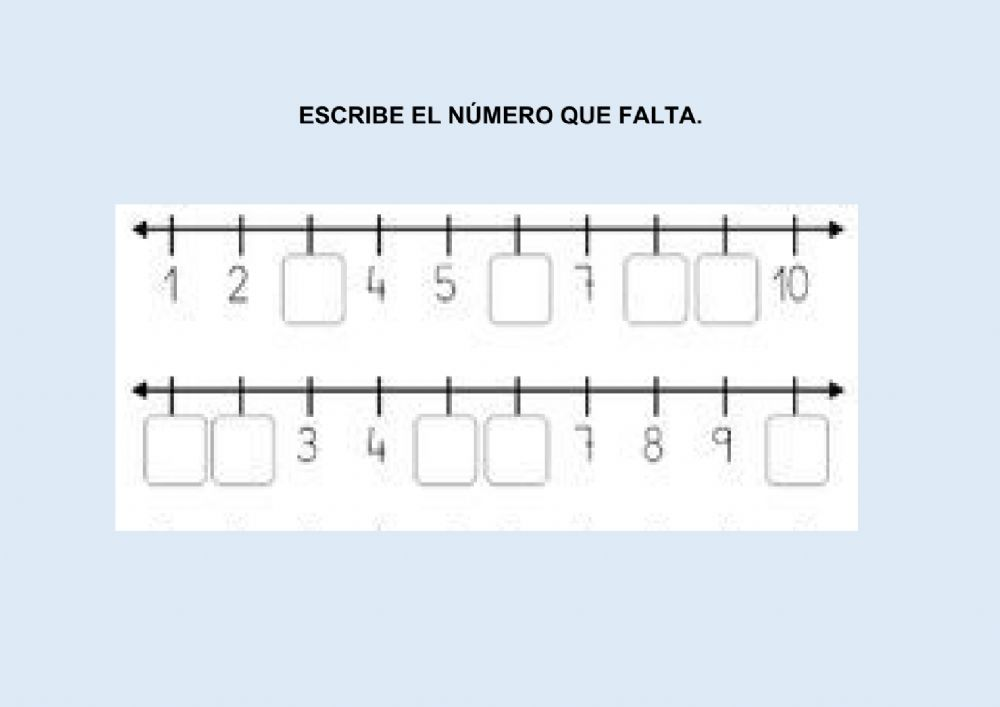 ESCRIBE EL NÚMERO QUE FALTA.
1 2 4 5 7 10
3 4 7 8 9